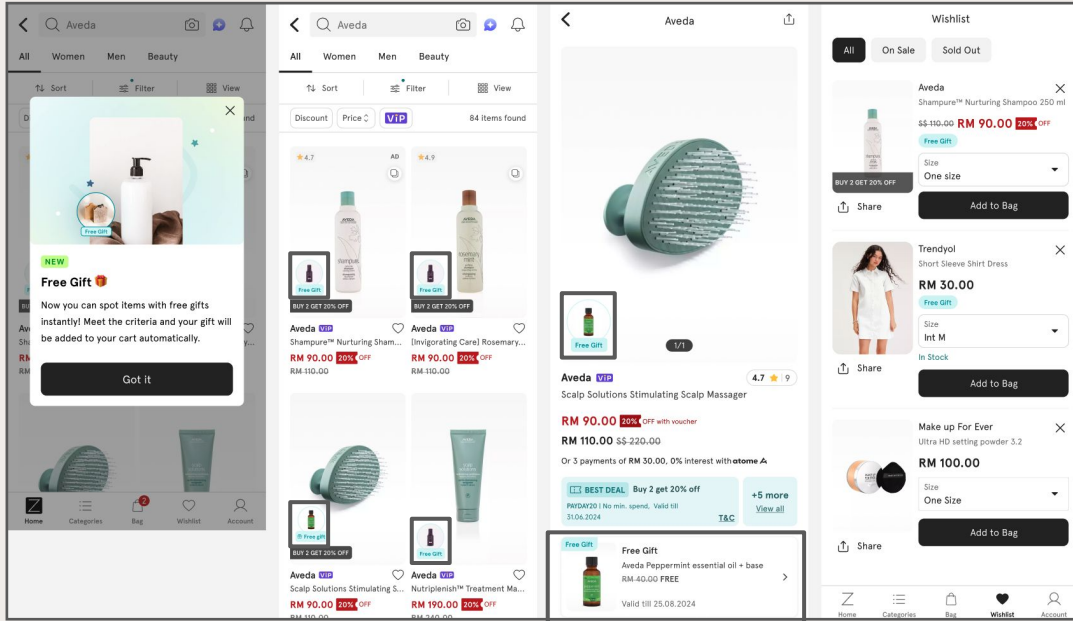 Aveda
All Women Men Beauty
Sort Filter View
Free Gift
NEW
Free Gift
Now you can spot items with free gifts
instantly! Meet the criteria and your gift will
be added to your cart automatically.
Got it
Home Categories Bag Wishlist Account
2
Aveda
All Women Men Beauty
Sort Filter View
Discount Price VIP 84 items found
4.7 AD
4.9
AVEDA
shampure
AVEDA
rosemary
mint
Free Gift
Free Gift
BUY 2 GET 20% OFF
BUY 2 GET 20% OFF
Aveda VIP
Shampure™ Nurturing Sham...
RM 90.00 20% OFF
RM 110.00
Aveda VIP
[Invigorating Care] Rosemary...
RM 90.00 20% OFF
RM 110.00
Free gift
BUY 2 GET 20% OFF
Free Gift
Aveda VIP
Scalp Solutions Stimulating S...
RM 90.00 20% OFF
RM 110.00
Aveda VIP
Nutriplenish™ Treatment Ma...
RM 190.00 20% OFF
RM 240.00
Aveda
Free Gift
1/1
Aveda VIP
4.7 9
Scalp Solutions Stimulating Scalp Massager
RM 90.00 20% OFF with voucher
RM 110.00 S$ 220.00
Or 3 payments of RM 30.00, 0% interest with atome
BEST DEAL Buy 2 get 20% off
PAYDAY20 | No min. spend, Valid till
31.06.2024 T&C
+5 more
View all
Free Gift
Free Gift
Aveda Peppermint essential oil + base
RM 40.00 FREE
Valid till 25.08.2024
Wishlist
All On Sale Sold Out
Aveda
Shampure™ Nurturing Shampoo 250 ml
S$ 110.00 RM 90.00 20% OFF
Free Gift
Size
One size
BUY 2 GET 20% OFF
Share
Add to Bag
Trendyol
Short Sleeve Shirt Dress
RM 30.00
Free Gift
Size
Int M
In Stock
Share
Add to Bag
Make up For Ever
Ultra HD setting powder 3.2
RM 100.00
Size
One Size
Share
Add to Bag
Home Categories Bag Wishlist Account